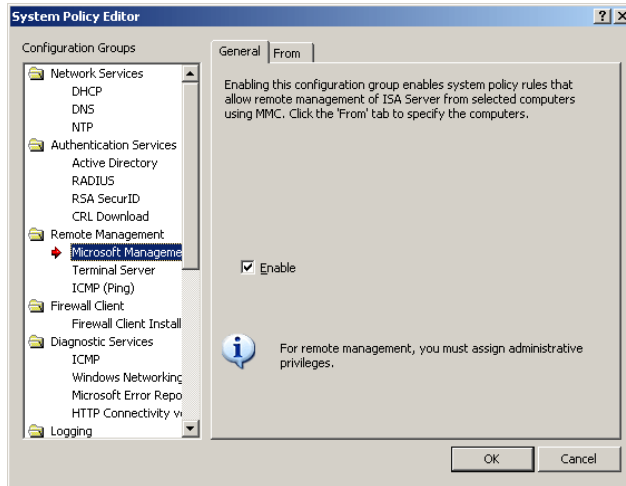 System Policy Editor
Configuration Groups
Network Services
DHCP
DNS
NTP
Authentication Services
Active Directory
RADIUS
RSA SecurID
CRL Download
Remote Management
Microsoft Manageme
Terminal Server
ICMP (Ping)
Firewall Client
Firewall Client Install
Diagnostic Services
ICMP
Windows Networking
Microsoft Error Repo
HTTP Connectivity v
Logging
General
From
Enabling this configuration group enables system policy rules that
allow remote management of ISA Server from selected computers
using MMC. Click the 'From' tab to specify the computers.
Enable
For remote management, you must assign administrative
privileges.
OK
Cancel